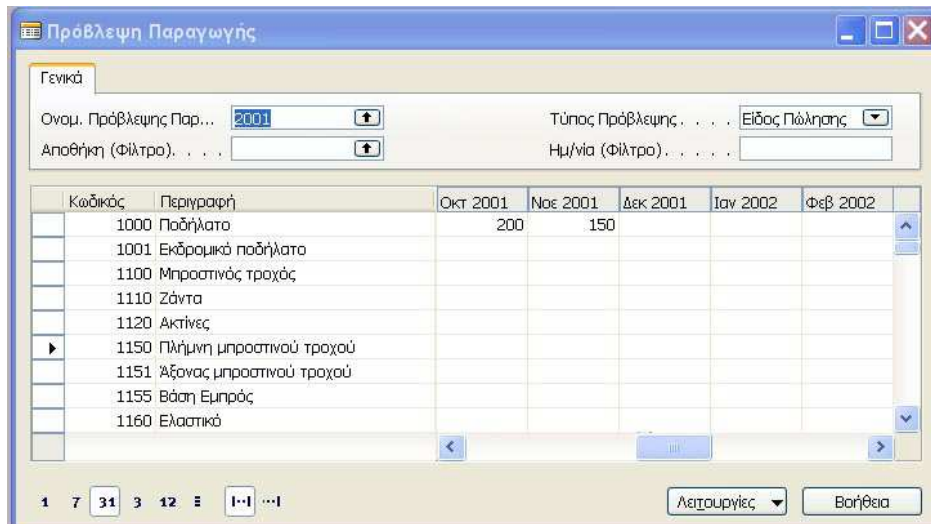 Πρόβλεψη Παραγωγής
Γενικά
Ονομ. Πρόβλεψης Παρ... 2001 Τύπος Πρόβλεψης. . . . Είδος Πώλησης
Αποθήκη (Φίλτρο). . . . Ημ/νία (Φίλτρο). . . . .
Κωδικός Περιγραφή Οκτ 2001 Νοε 2001 Δεκ 2001 Ιαν 2002 Φεβ 2002
1000 Ποδήλατο 200 150
1001 Εκδρομικό ποδήλατο
1100 Μπροστινός τροχός
1110 Ζάντα
1120 Ακτίνες
1150 Πλήμνη μπροστινού τροχού
1151 Άξονας μπροστινού τροχού
1155 Βάση Εμπρός
1160 Ελαστικό
1 7 31 3 12 Λειτουργίες Βοήθεια